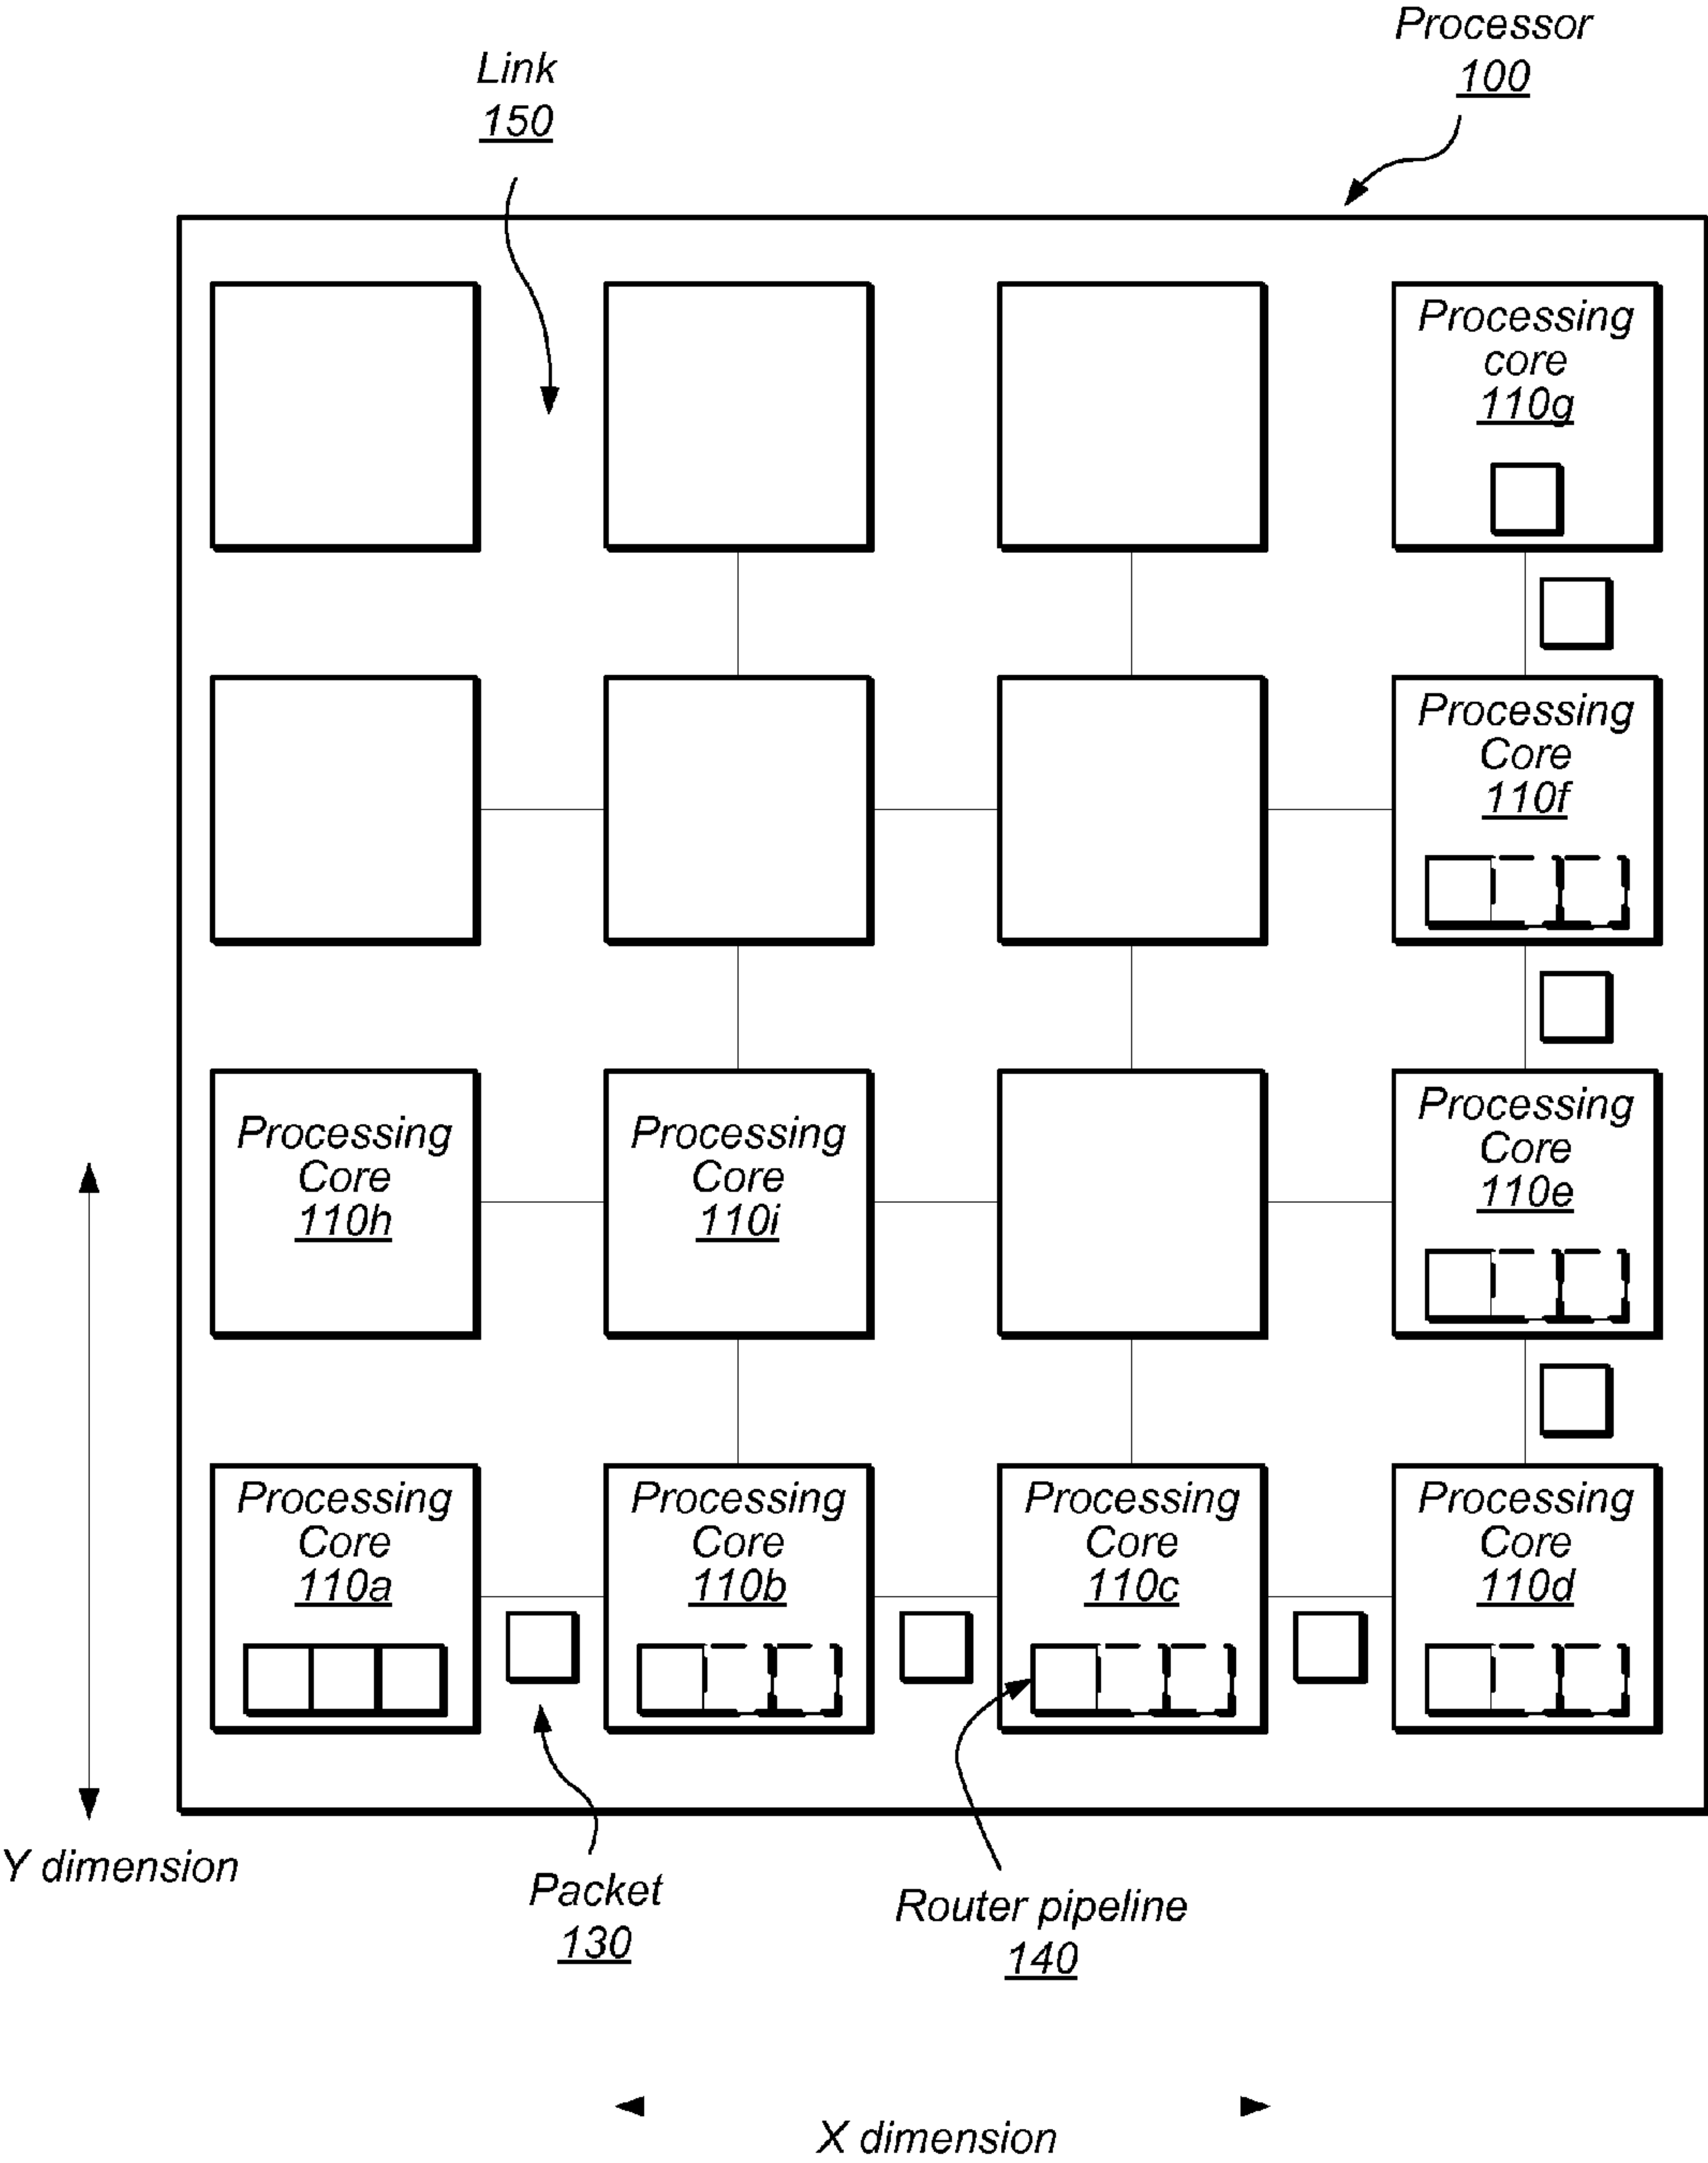 Processor
100
Link
150
Processing
core
110g
Processing
Core
110f
Processing
Core
110h
Processing
Core
110i
Processing
Core
110e
Processing
Core
110a
Processing
Core
110b
Processing
Core
110c
Processing
Core
110d
Y dimension
Packet
130
Router pipeline
140
X dimension